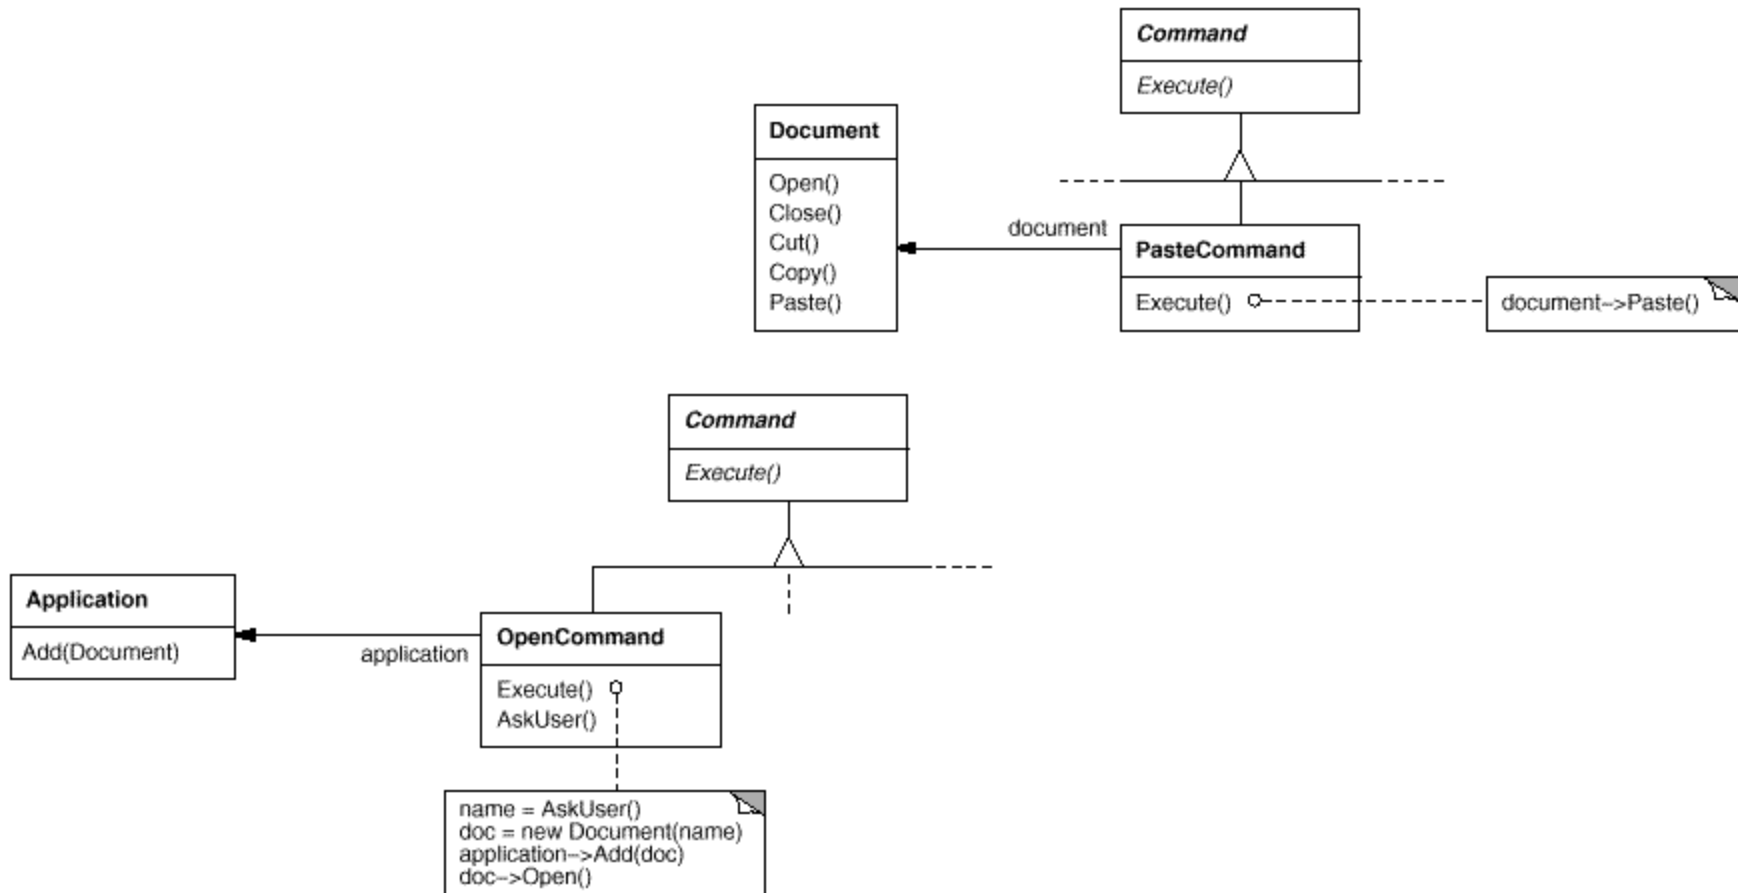 Command
Execute()
Document
Open()
Close()
Cut()
Copy()
Paste()
document
PasteCommand
Execute()
document–>Paste()
Command
Execute()
Application
Add(Document)
application
OpenCommand
Execute()
AskUser()
name = AskUser()
doc = new Document(name)
application–>Add(doc)
doc–>Open()